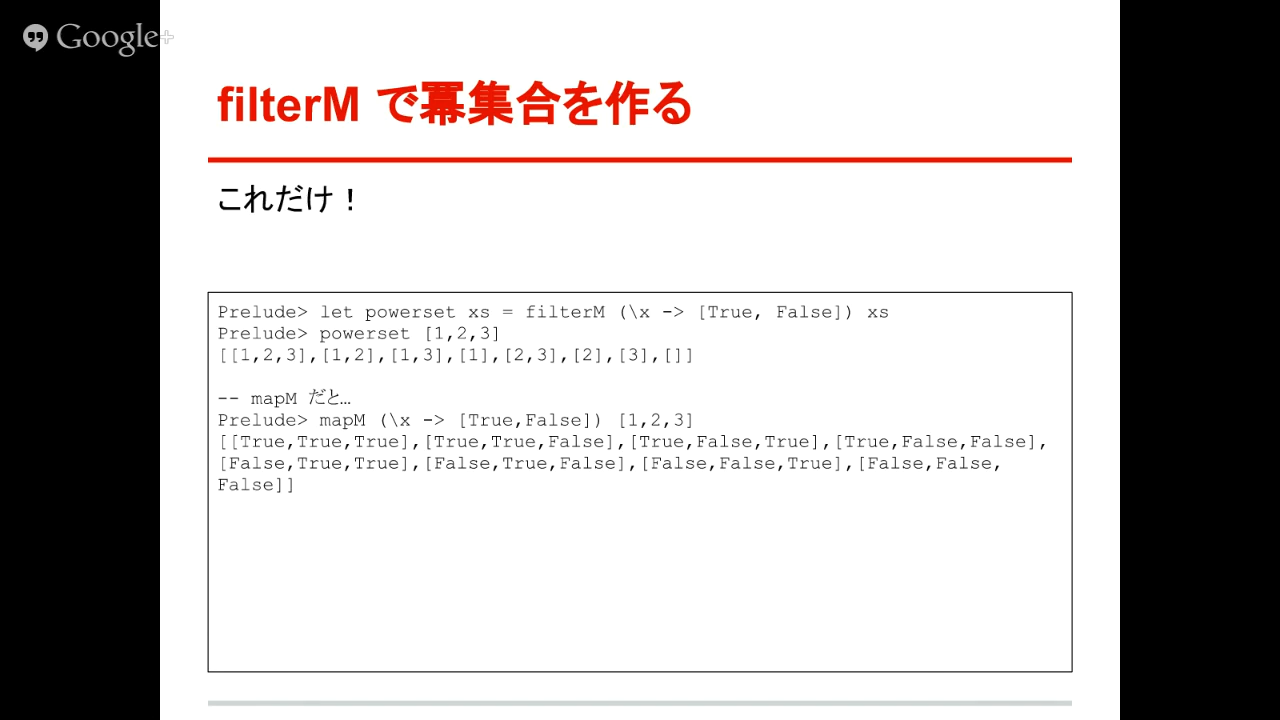 Google+
filterM で冪集合を作る
これだけ！
Prelude> let powerset xs = filterM (\x -> [True, False]) xs
Prelude> powerset [1,2,3]
[[1,2,3],[1,2],[1,3],[1],[2,3],[2],[3],[]]
-- mapM だと…
Prelude> mapM (\x -> [True,False]) [1,2,3]
[[True,True,True],[True,True,False],[True,False,True],[True,False,False],
[False,True,True],[False,True,False],[False,False,True],[False,False,
False]]